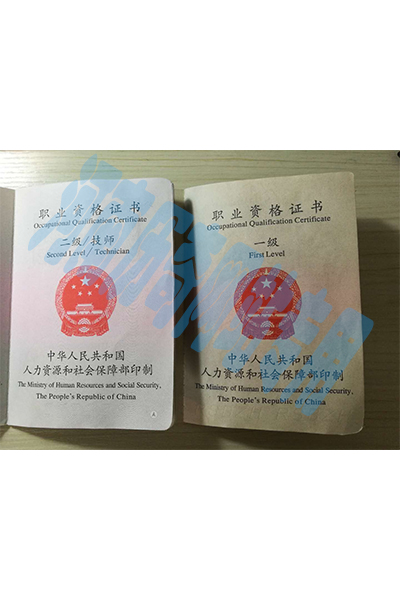 职业资格证书
Occupational Qualification Certificate
二级/技师
Second Level / Technician
中华人民共和国
人力资源和社会保障部印制
The Ministry of Human Resources and Social Security,
The People's Republic of China
职业资格证书
Occupational Qualification Certificate
一级
First Level
中华人民共和国
人力资源和社会保障部印制
The Ministry of Human Resources and Social Security,
The People's Republic of China